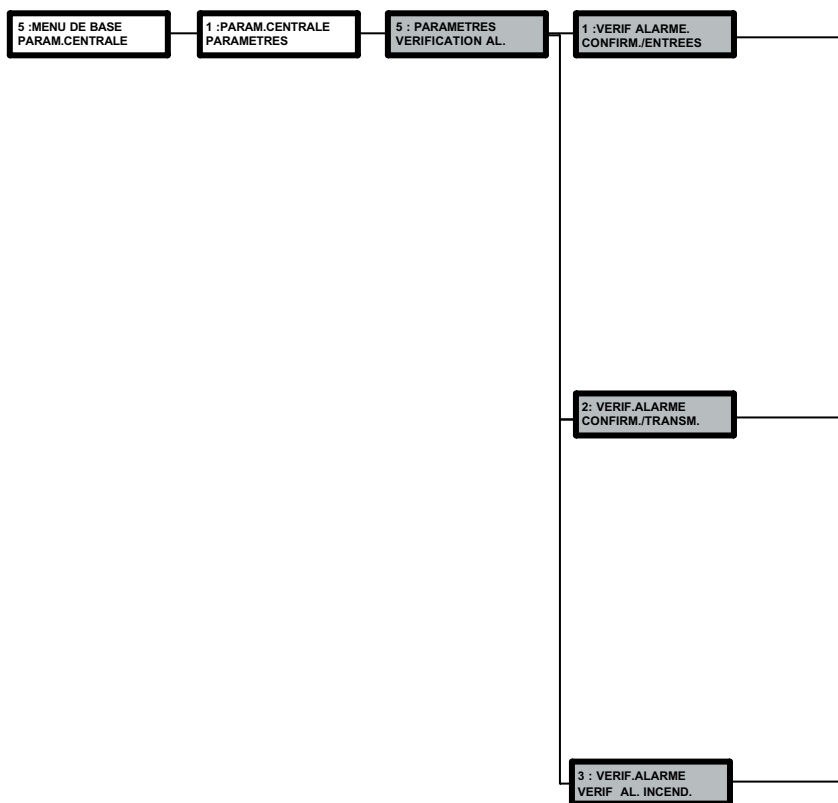 5 :MENU DE BASE
PARAM.CENTRALE
1 :PARAM.CENTRALE
PARAMETRES
5 : PARAMETRES
VERIFICATION AL.
1 :VERIF ALARME.
CONFIRM./ENTREES
2: VERIF.ALARME
CONFIRM./TRANSM.
3 : VERIF.ALARME
VERIF AL. INCEND.